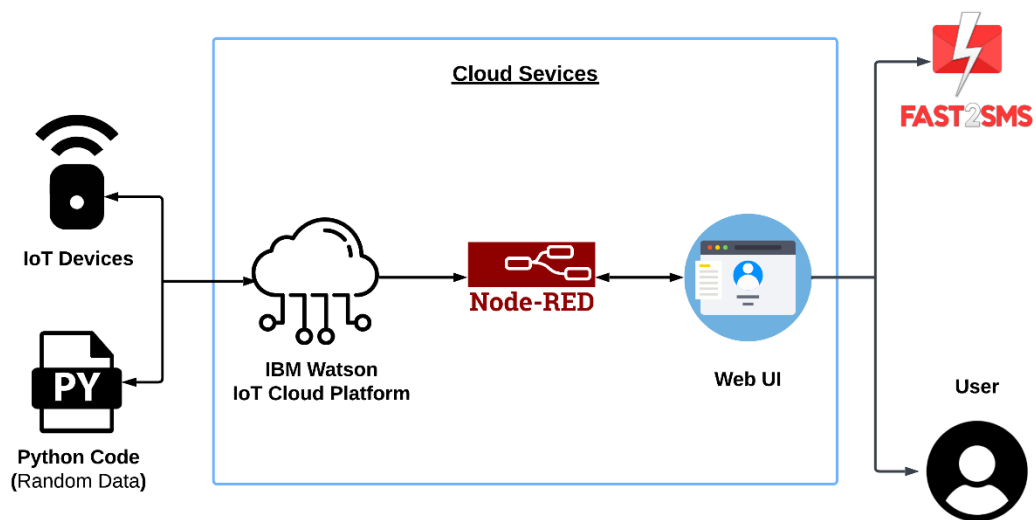 Cloud Sevices
FAST2SMS
IoT Devices
Node-RED
IBM Watson
IoT Cloud Platform
Web UI
User
PY
Python Code
(Random Data)